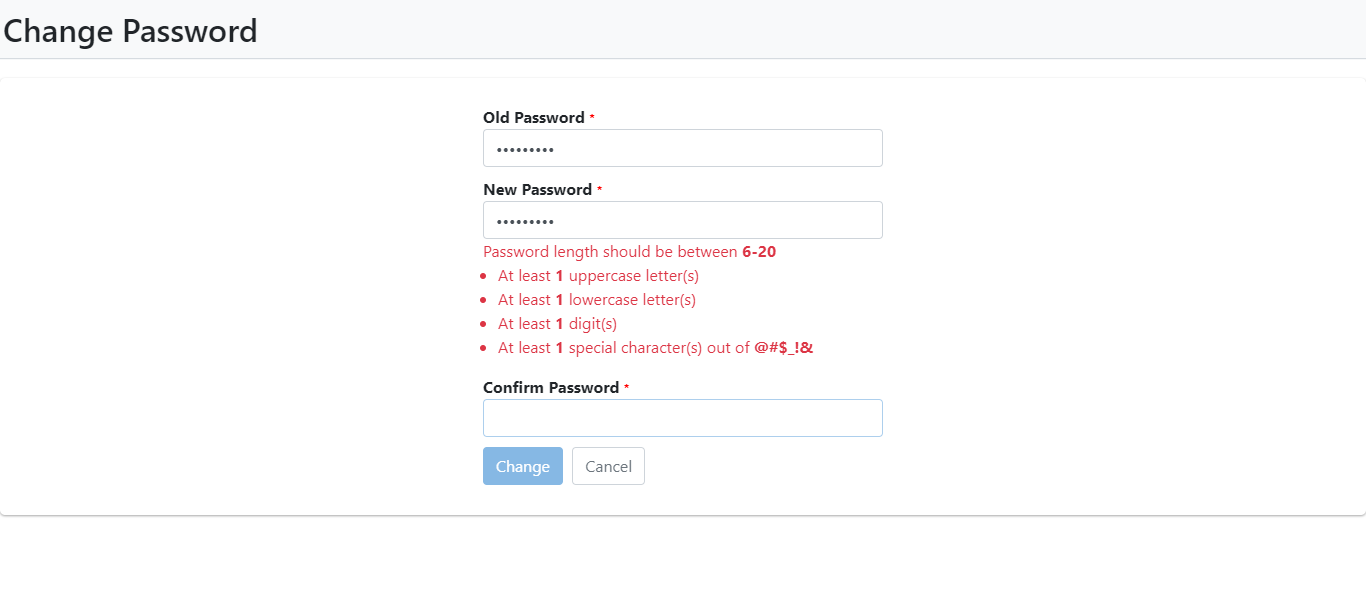 Change Password
Old Password *
•••••••••
New Password *
•••••••••
Password length should be between 6-20
• At least 1 uppercase letter(s)
• At least 1 lowercase letter(s)
• At least 1 digit(s)
• At least 1 special character(s) out of @#$_!&
Confirm Password *
Change Cancel